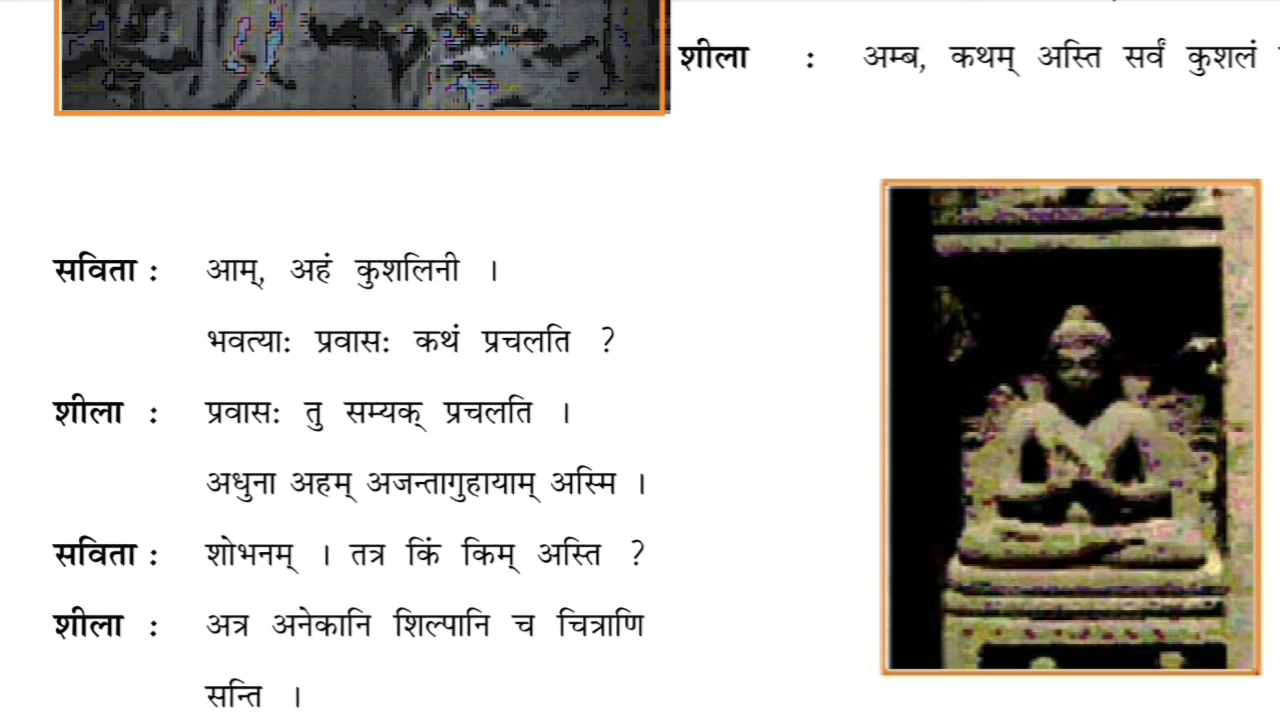 शीला : अम्ब, कथम् अस्ति सर्वं कुशलं
सविता : आम्, अहं कुशलिनी ।
भवत्याः प्रवासः कथं प्रचलति ?
शीला : प्रवासः तु सम्यक् प्रचलति ।
अधुना अहम् अजन्तागुहायाम् अस्मि ।
सविता : शोभनम् । तत्र किं किम् अस्ति ?
शीला : अत्र अनेकानि शिल्पानि च चित्राणि
सन्ति ।